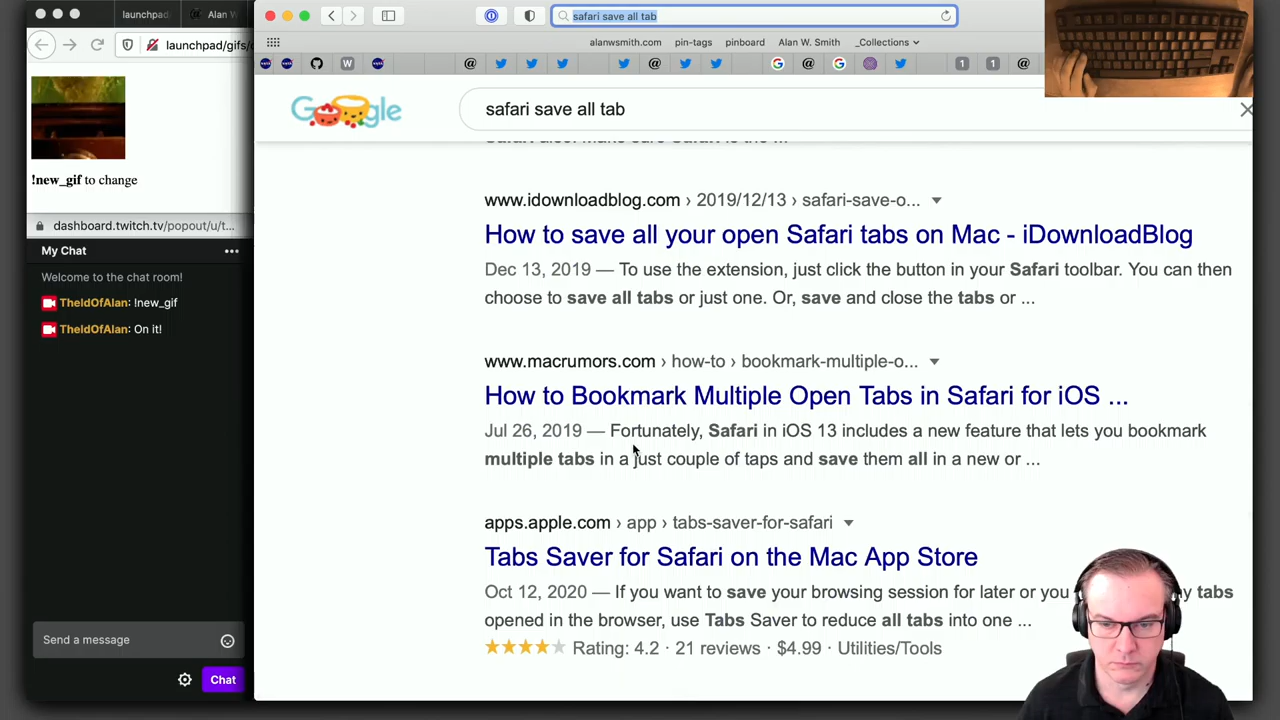 launchpad
Alan W
launchpad/gifs/
!new_gif to change
dashboard.twitch.tv/popout/u/t...
My Chat
Welcome to the chat room!
TheIdOfAlan: !new_gif
TheIdOfAlan: On it!
Send a message
Chat
safari save all tab
alanwsmith.com
pin-tags
pinboard
Alan W. Smith
_Collections
W
1
1
Google
safari save all tab
www.idownloadblog.com › 2019/12/13 › safari-save-o...
How to save all your open Safari tabs on Mac - iDownloadBlog
Dec 13, 2019 — To use the extension, just click the button in your Safari toolbar. You can then
choose to save all tabs or just one. Or, save and close the tabs or ...
www.macrumors.com › how-to › bookmark-multiple-o...
How to Bookmark Multiple Open Tabs in Safari for iOS ...
Jul 26, 2019 — Fortunately, Safari in iOS 13 includes a new feature that lets you bookmark
multiple tabs in a just couple of taps and save them all in a new or ...
apps.apple.com › app › tabs-saver-for-safari
Tabs Saver for Safari on the Mac App Store
Oct 12, 2020 — If you want to save your browsing session for later or you tabs
opened in the browser, use Tabs Saver to reduce all tabs into one ...
Rating: 4.2 · 21 reviews · $4.99 · Utilities/Tools